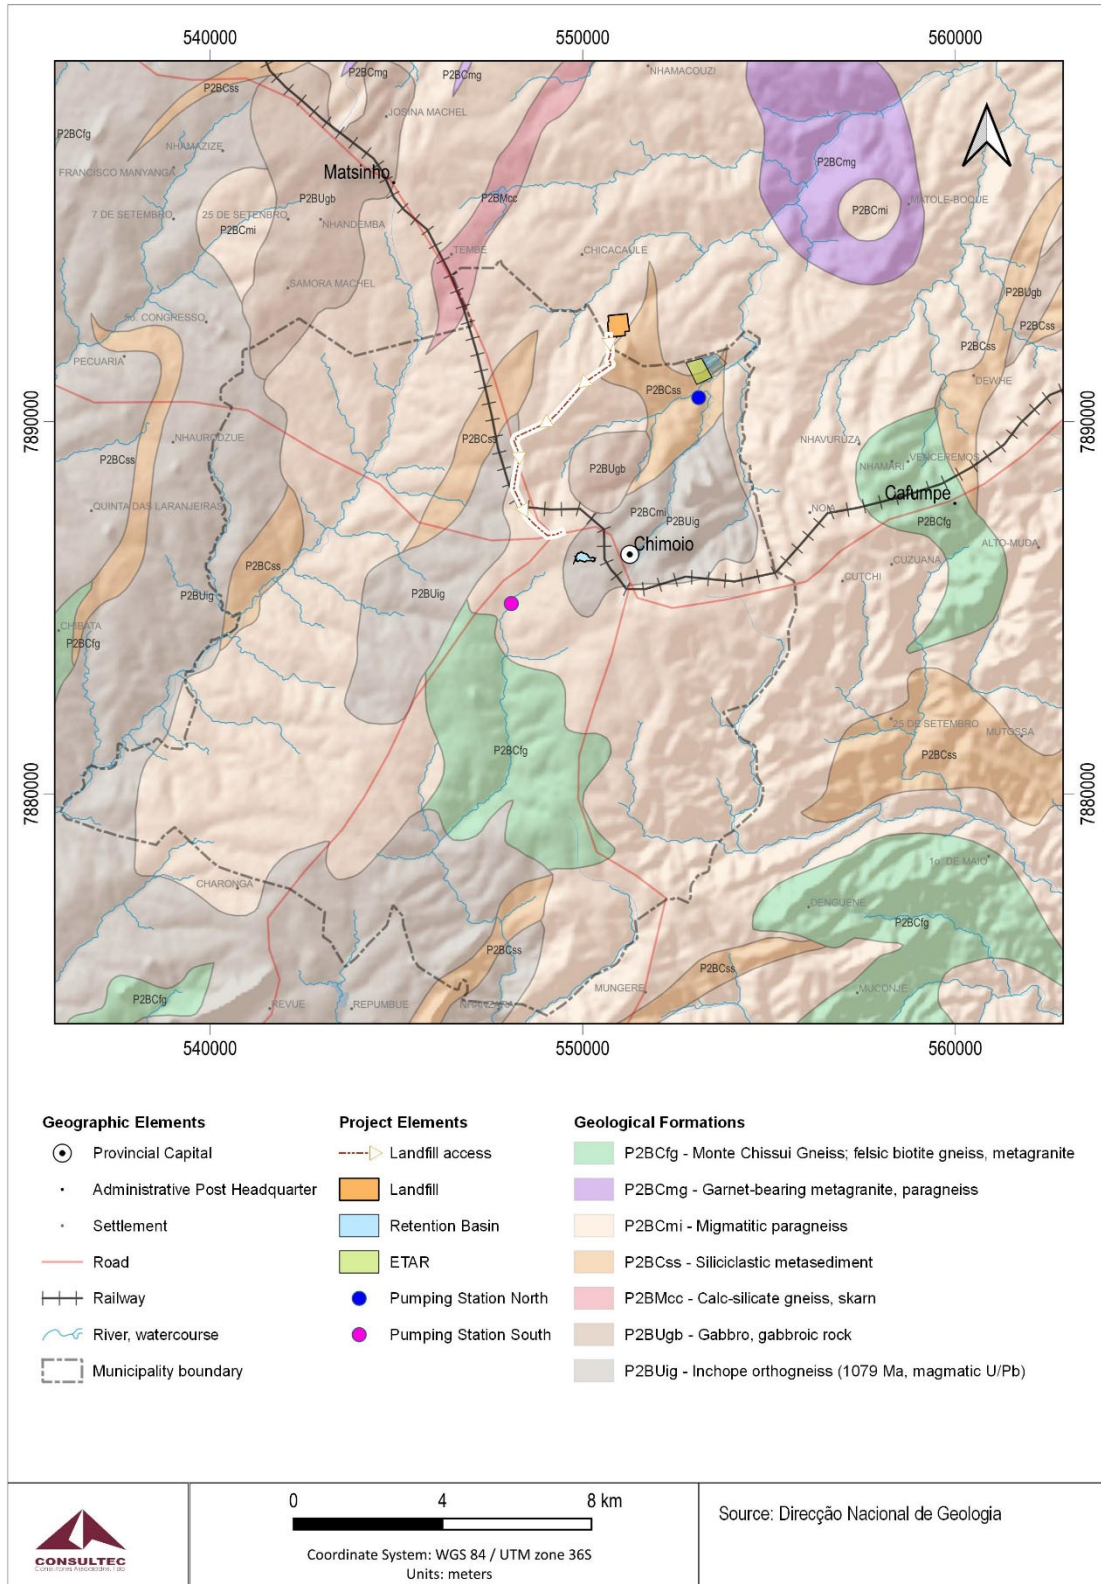 540000
550000
560000
P2BCmg
P2BCmg
NHAMACOUZI
P2BCss
JOSINA MACHEL
P2BCfg
NHAMAZIZE
P2BCmg
FRANCISCO MANYANGA
Matsinho
P2BMcc
P2BUgb
MATOLE-BOQUE
7 DE SETEMBRO
25 DE SETENBRO
P2BCmi
NHANDEMBA
P2BCmi
TEMBE
CHICACAULE
SAMORA MACHEL
P2BUgb
5o. CONGRESSO
P2BCss
P2BCss
PECUARIA
P2BCss
DEWHE
7890000
7890000
NHAURODZUE
P2BCss
NHAVURUZA
P2BCss
P2BUgb
NHAMARI
VENCEREMOS
Cafumpe
QUINTA DAS LARANJEIRAS
P2BCmi
P2BUig
NOIA
P2BCfg
Chimoio
ALTO-MUDA
P2BCss
P2BUig
P2BUig
CUZUANA
CUTCHI
CHIBATA
P2BCfg
25 DE SETEMBRO
MUTOSSA
P2BCfg
P2BCss
7880000
7880000
1o. DE MAIO
CHARONGA
DENGUENE
P2BCfg
P2BCss
P2BCss
P2BCfg
MUNGERE
MUCONJE
REVUE
REPUMBUE
NHANZARA
540000
550000
560000
Geographic Elements
Provincial Capital
Administrative Post Headquarter
Settlement
Road
Railway
River, watercourse
Municipality boundary
Project Elements
Landfill access
Landfill
Retention Basin
ETAR
Pumping Station North
Pumping Station South
Geological Formations
P2BCfg - Monte Chissui Gneiss; felsic biotite gneiss, metagranite
P2BCmg - Garnet-bearing metagranite, paragneiss
P2BCmi - Migmatitic paragneiss
P2BCss - Siliciclastic metasediment
P2BMcc - Calc-silicate gneiss, skarn
P2BUgb - Gabbro, gabbroic rock
P2BUig - Inchope orthogneiss (1079 Ma, magmatic U/Pb)
CONSULTEC
Consultores Associados, Lda
0 4 8 km
Coordinate System: WGS 84 / UTM zone 36S
Units: meters
Source: Direcção Nacional de Geologia